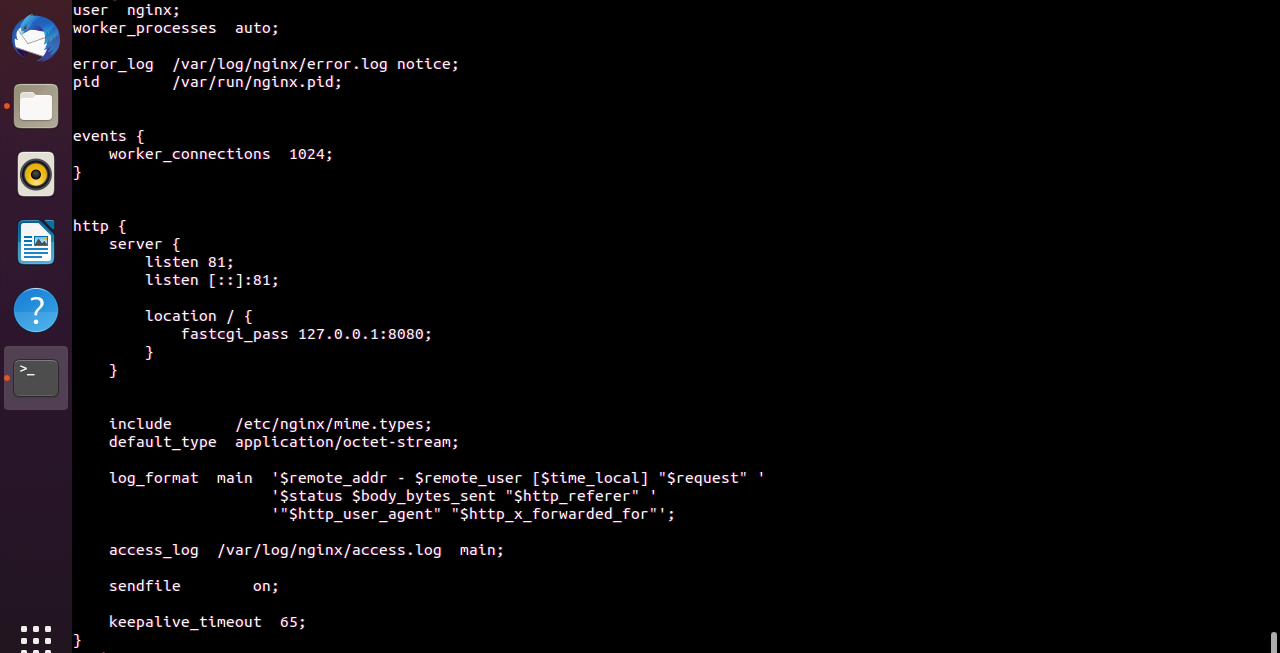 user  nginx;
worker_processes  auto;

error_log  /var/log/nginx/error.log notice;
pid        /var/run/nginx.pid;


events {
    worker_connections  1024;
}


http {
    server {
        listen 81;
        listen [::]:81;

        location / {
            fastcgi_pass 127.0.0.1:8080;
        }
    }


    include       /etc/nginx/mime.types;
    default_type  application/octet-stream;

    log_format  main  '$remote_addr - $remote_user [$time_local] "$request" '
                      '$status $body_bytes_sent "$http_referer" '
                      '"$http_user_agent" "$http_x_forwarded_for"';

    access_log  /var/log/nginx/access.log  main;

    sendfile        on;

    keepalive_timeout  65;
}